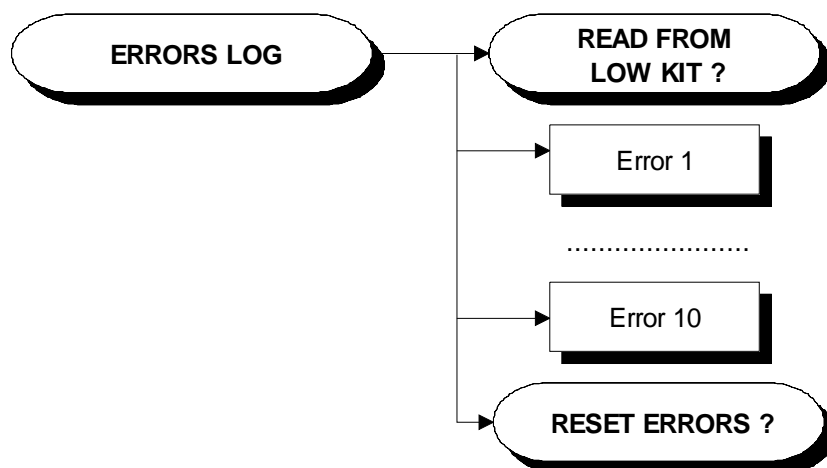 ERRORS LOG
READ FROM
LOW KIT ?
Error 1
.......................
Error 10
RESET ERRORS ?